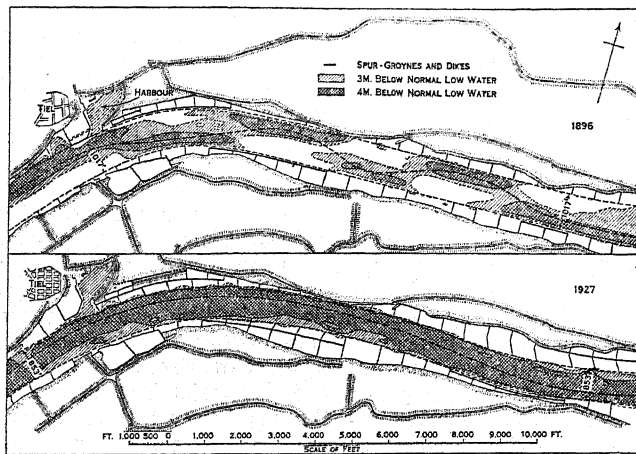 SPUR-GROYNES AND DIKES
3M. BELOW NORMAL LOW WATER
4M. BELOW NORMAL LOW WATER
HARBOUR
TIEL
1896
1017
1017
TIEL
1927
FT. 1,000 500 0 1,000 2,000 3,000 4,000 5,000 6,000 7,000 8,000 9,000 10,000 FT.
SCALE OF FEET